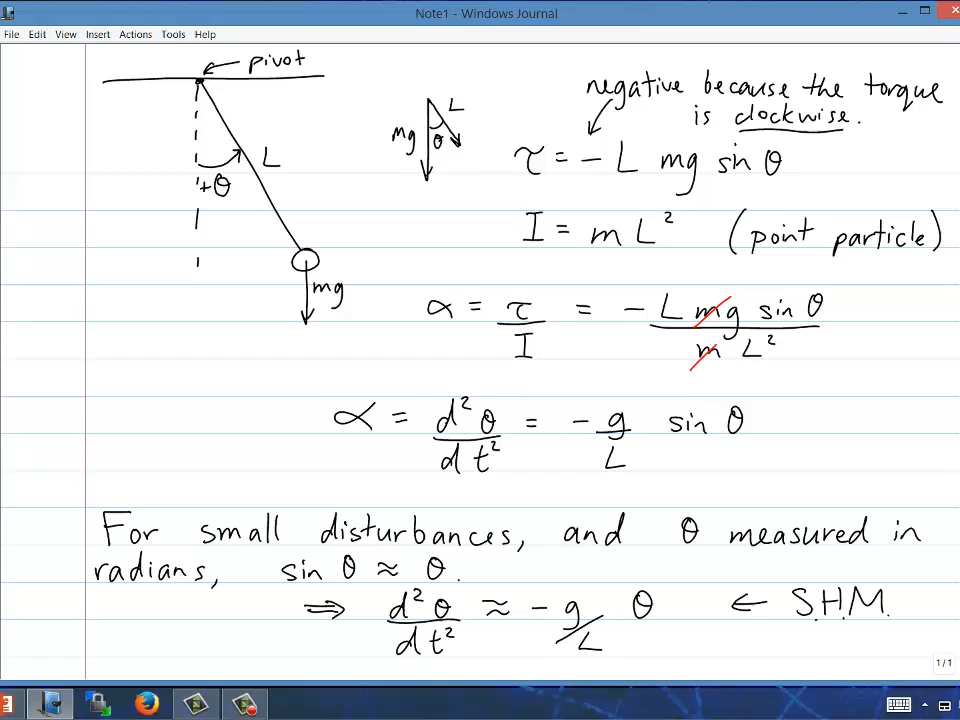 Note1 - Windows Journal
File Edit View Insert Actions Tools Help
pivot
L
+θ
mg
mg
θ
L
negative because the torque
is clockwise.
τ = - L mg sin θ
I = m L² (point particle)
α = τ/I = - L mg sin θ / m L²
α = d²θ/dt² = - g/L sin θ
For small disturbances, and θ measured in
radians, sin θ ≈ θ.
⇒ d²θ/dt² ≈ - g/L θ ← S.H.M.
1/1